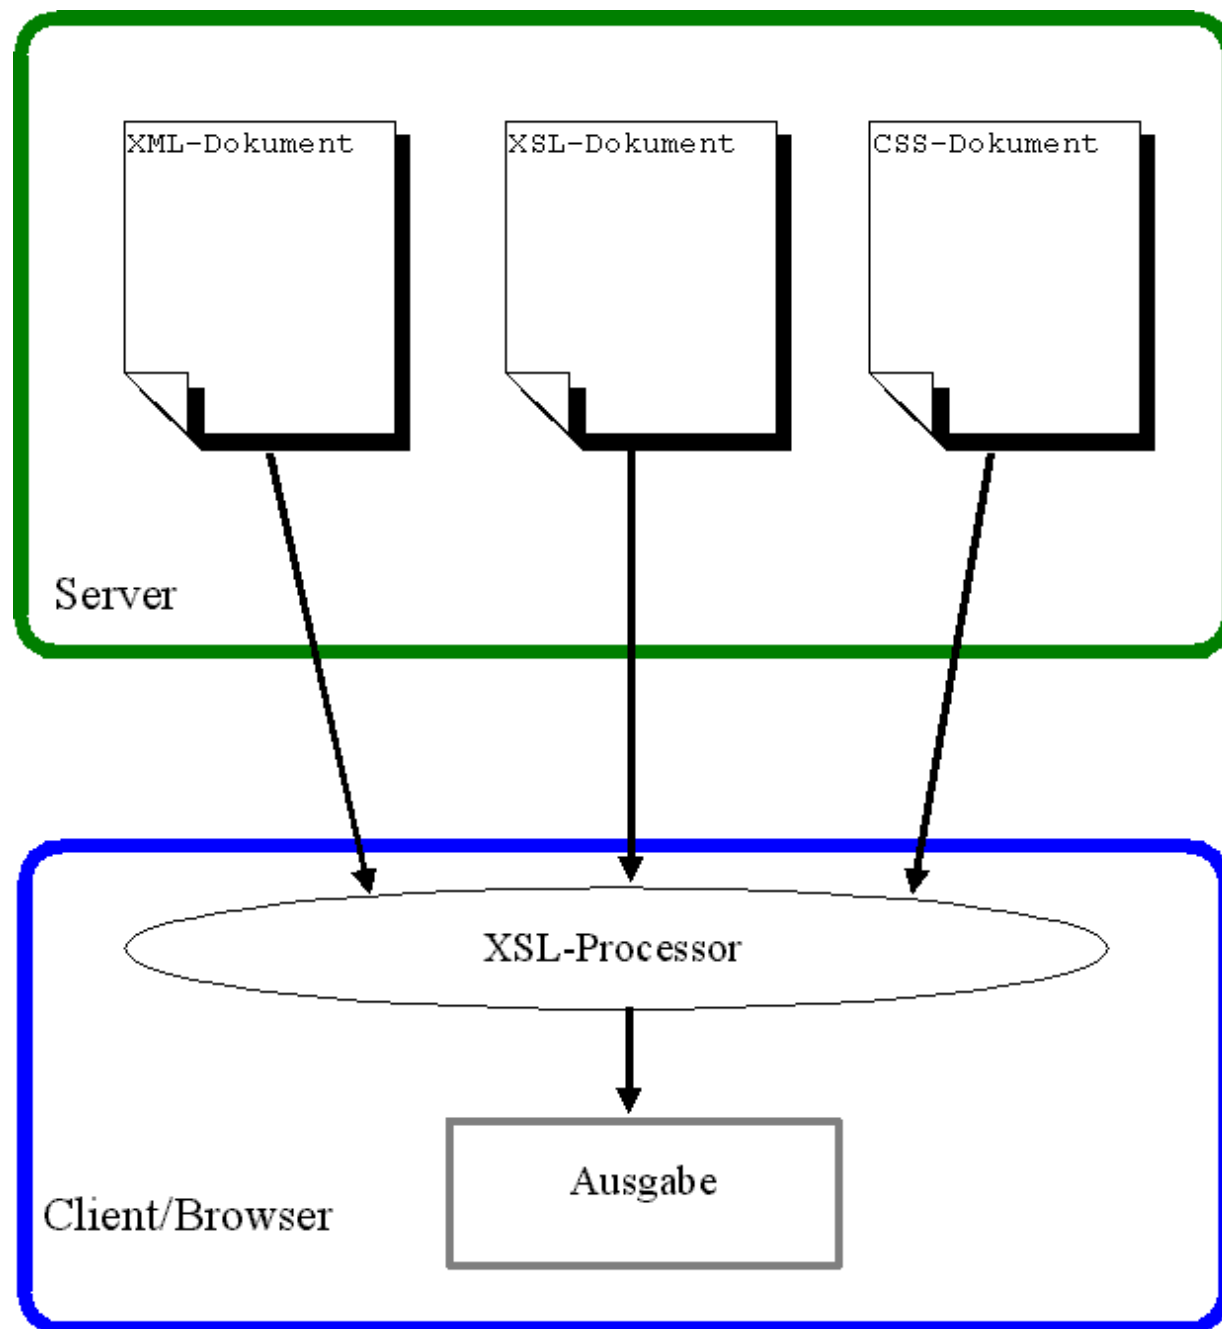 XML-Dokument
XSL-Dokument
CSS-Dokument
Server
XSL-Processor
Ausgabe
Client/Browser